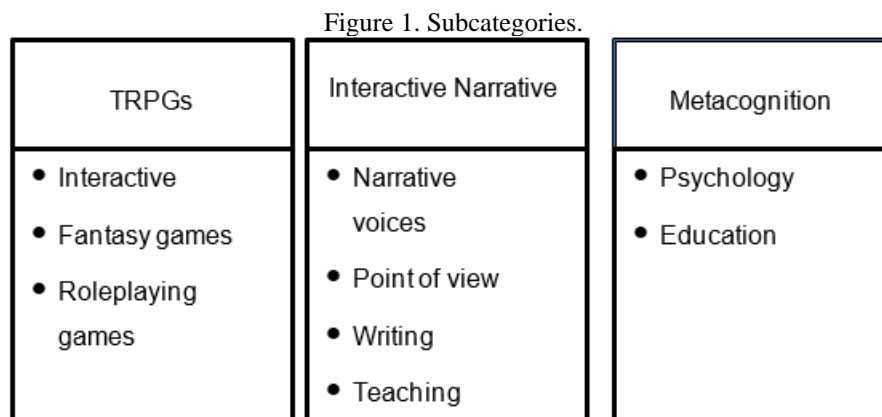 Figure 1. Subcategories.
TRPGs
• Interactive
• Fantasy games
• Roleplaying
games
Interactive Narrative
• Narrative
voices
• Point of view
• Writing
• Teaching
Metacognition
• Psychology
• Education